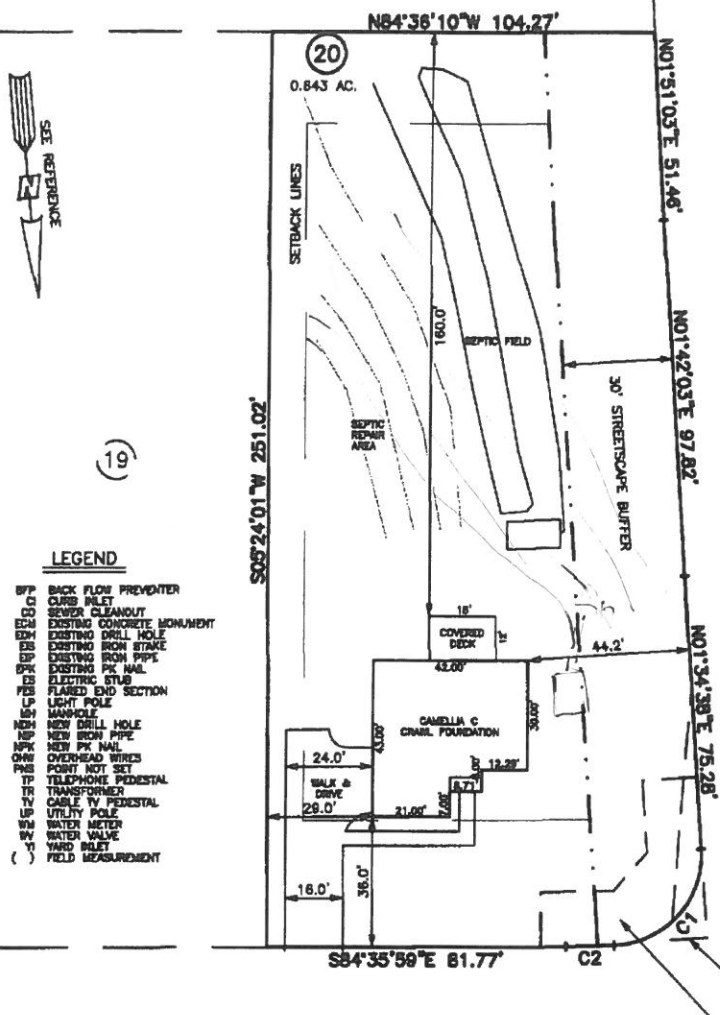 N84°36'10"W 104.27'
20
0.643 AC.
SEE REFERENCE
N
SETBACK LINES
N01°51'03"E 51.46'
160.0'
SEPTIC FIELD
N01°42'03"E 97.82'
30' STREETSCAPE BUFFER
SEPTIC
REPAIR
AREA
S05°24'01"W 251.02'
19
LEGEND
BFP BACK FLOW PREVENTER
CI CURB INLET
CO SEWER CLEANOUT
ECM EXISTING CONCRETE MONUMENT
EDH EXISTING DRILL HOLE
EIS EXISTING IRON STAKE
EIP EXISTING IRON PIPE
EPK EXISTING PK NAIL
ES ELECTRIC STUB
FES FLARED END SECTION
LP LIGHT POLE
MH MANHOLE
NDH NEW DRILL HOLE
NIP NEW IRON PIPE
NPK NEW PK NAIL
OHW OVERHEAD WIRES
PNS POINT NOT SET
TP TELEPHONE PEDESTAL
TR TRANSFORMER
TV CABLE TV PEDESTAL
UP UTILITY POLE
WM WATER METER
WV WATER VALVE
YI YARD INLET
( ) FIELD MEASUREMENT
16'
COVERED
DECK
12'
44.2'
42.00'
N01°34'38"E 75.28'
CAMELLIA C
CRAWL FOUNDATION
43.00'
30.00'
24.0'
12.29'
8.71'
WALK &
DRIVE
29.0'
21.00'
7.00'
36.0'
16.0'
C1
S84°35'59"E 81.77'
C2